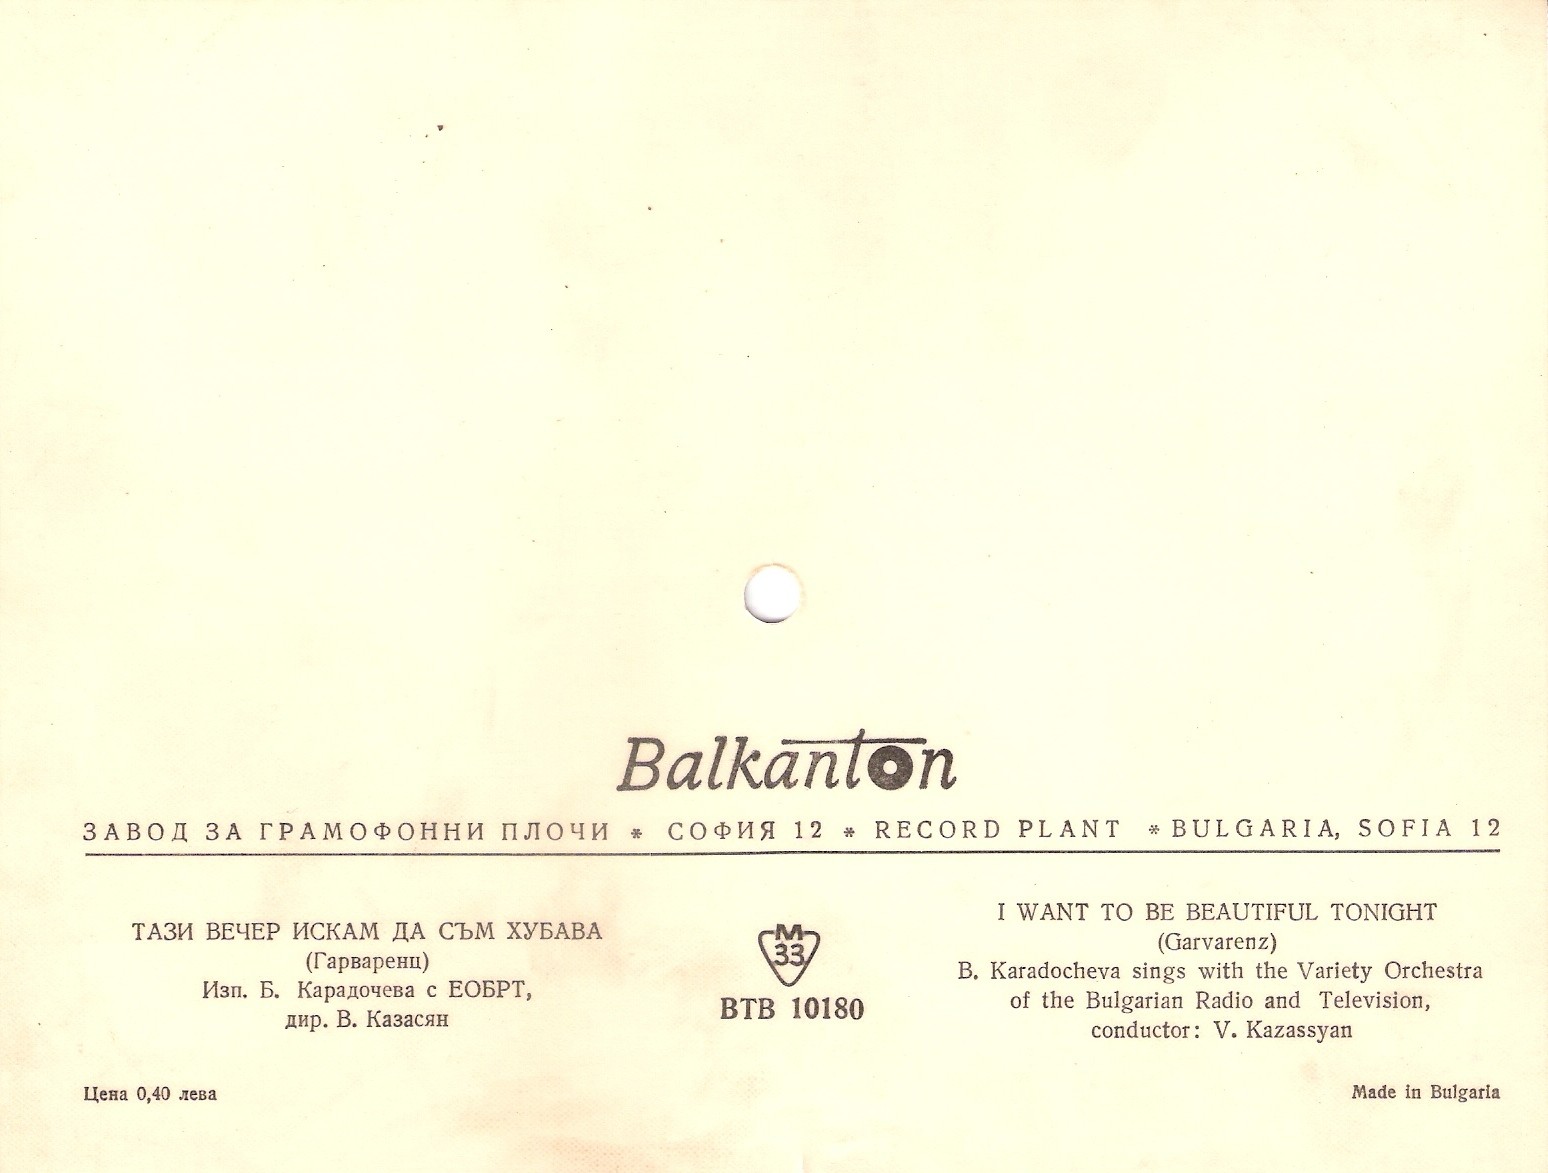 Balkanton
ЗАВОД ЗА ГРАМОФОННИ ПЛОЧИ * СОФИЯ 12 * RECORD PLANT * BULGARIA, SOFIA 12
ТАЗИ ВЕЧЕР ИСКАМ ДА СЪМ ХУБАВА
(Гарваренц)
Изп. Б. Карадочева с ЕОБРТ,
дир. В. Казасян
М
33
ВТВ 10180
I WANT TO BE BEAUTIFUL TONIGHT
(Garvarenz)
B. Karadocheva sings with the Variety Orchestra
of the Bulgarian Radio and Television,
conductor: V. Kazassyan
Цена 0,40 лева
Made in Bulgaria